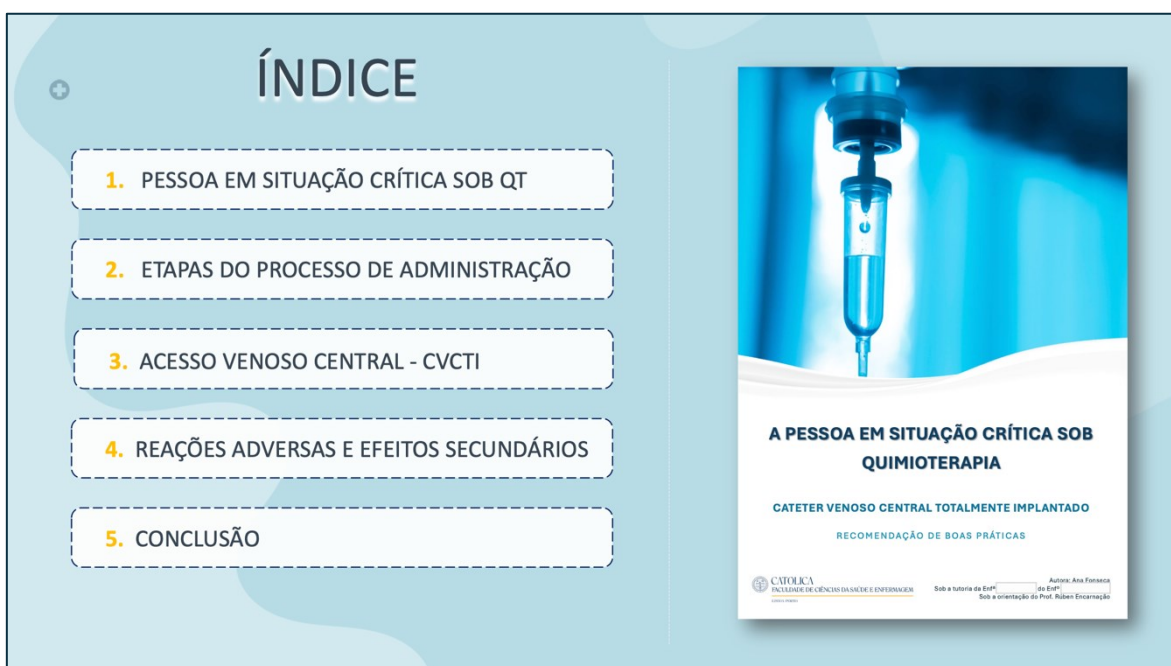 ÍNDICE
1. PESSOA EM SITUAÇÃO CRÍTICA SOB QT
2. ETAPAS DO PROCESSO DE ADMINISTRAÇÃO
3. ACESSO VENOSO CENTRAL - CVCTI
4. REAÇÕES ADVERSAS E EFEITOS SECUNDÁRIOS
5. CONCLUSÃO
A PESSOA EM SITUAÇÃO CRÍTICA SOB
QUIMIOTERAPIA
CATETER VENOSO CENTRAL TOTALMENTE IMPLANTADO
RECOMENDAÇÃO DE BOAS PRÁTICAS
CATOLICA
FACULDADE DE CIÊNCIAS DA SAÚDE E ENFERMAGEM
Autora: Ana Fonseca
Sob a tutoria da Enfª do Enfº
Sob a orientação do Prof. Rúben Encarnação